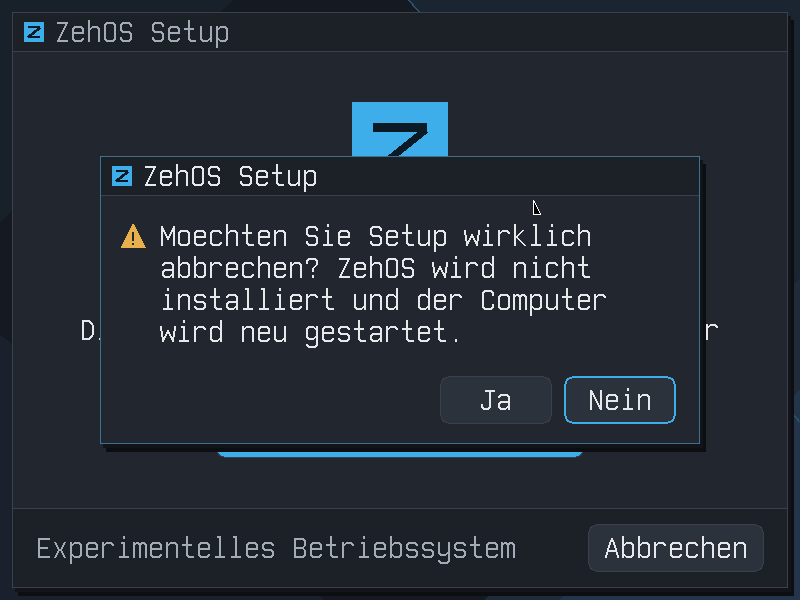 ZehOS Setup
ZehOS Setup
Moechten Sie Setup wirklich
abbrechen? ZehOS wird nicht
installiert und der Computer
wird neu gestartet.
Ja Nein
Experimentelles Betriebssystem Abbrechen